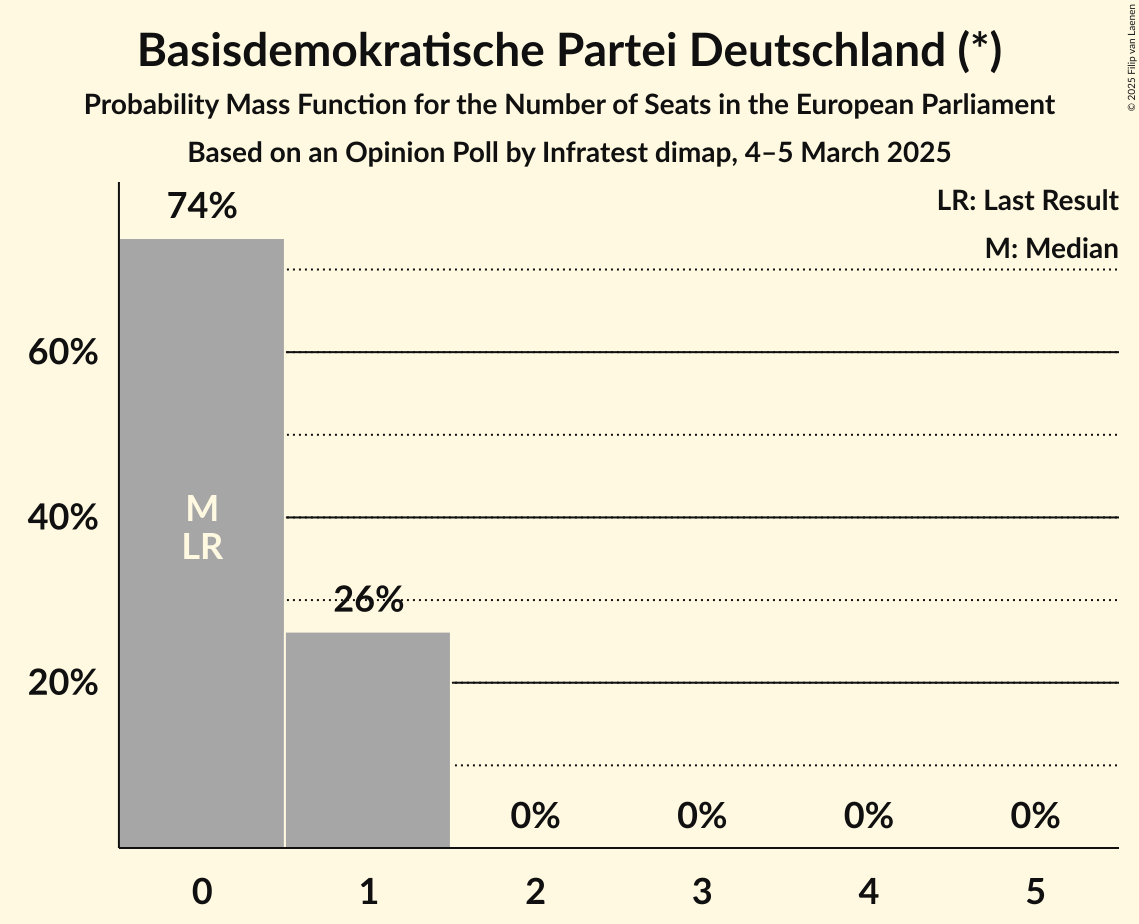 Basisdemokratische Partei Deutschland (*)
Probability Mass Function for the Number of Seats in the European Parliament
Based on an Opinion Poll by Infratest dimap, 4–5 March 2025
© 2025 Filip van Laenen
LR: Last Result
M: Median
74%
60%
40%
20%
M
LR
26%
0% 0% 0% 0%
0 1 2 3 4 5